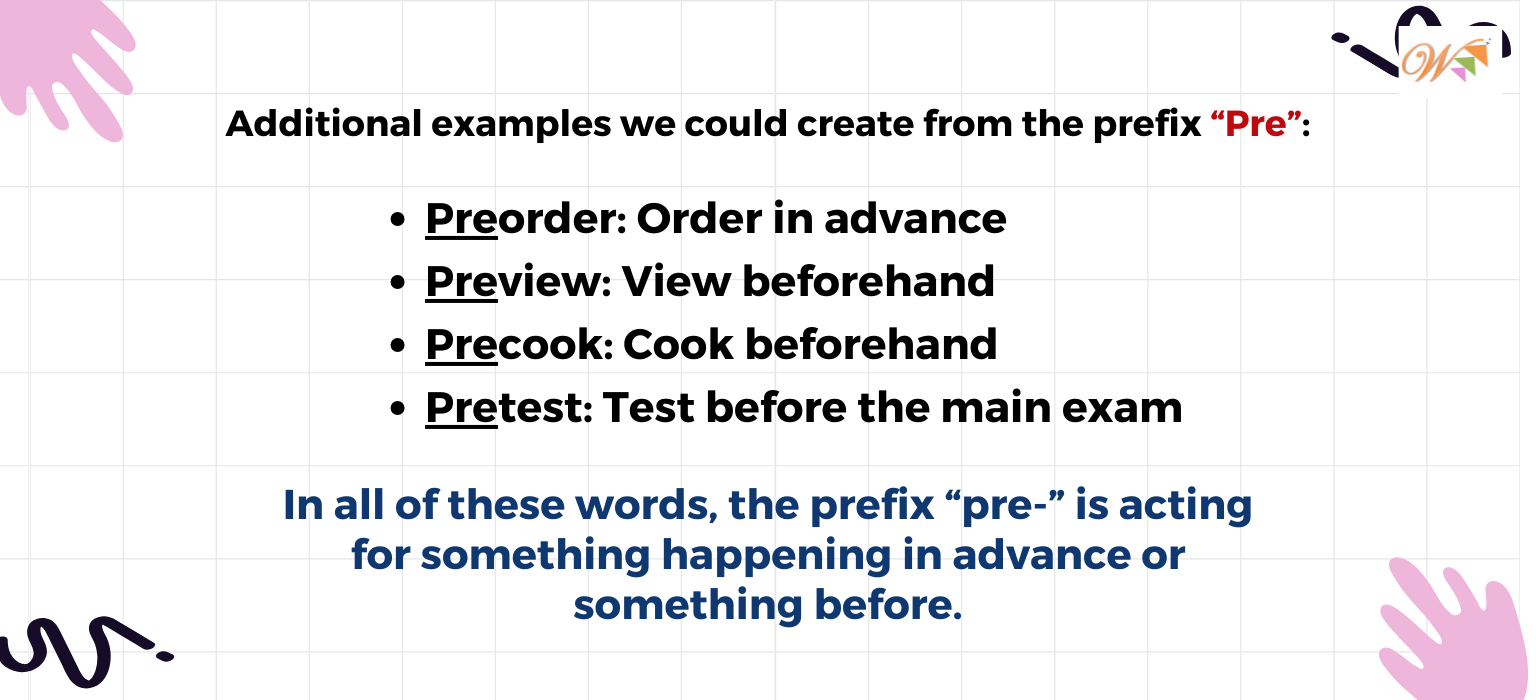 Additional examples we could create from the prefix “Pre”:
• Preorder: Order in advance
• Preview: View beforehand
• Precook: Cook beforehand
• Pretest: Test before the main exam
In all of these words, the prefix “pre-” is acting
for something happening in advance or
something before.
W